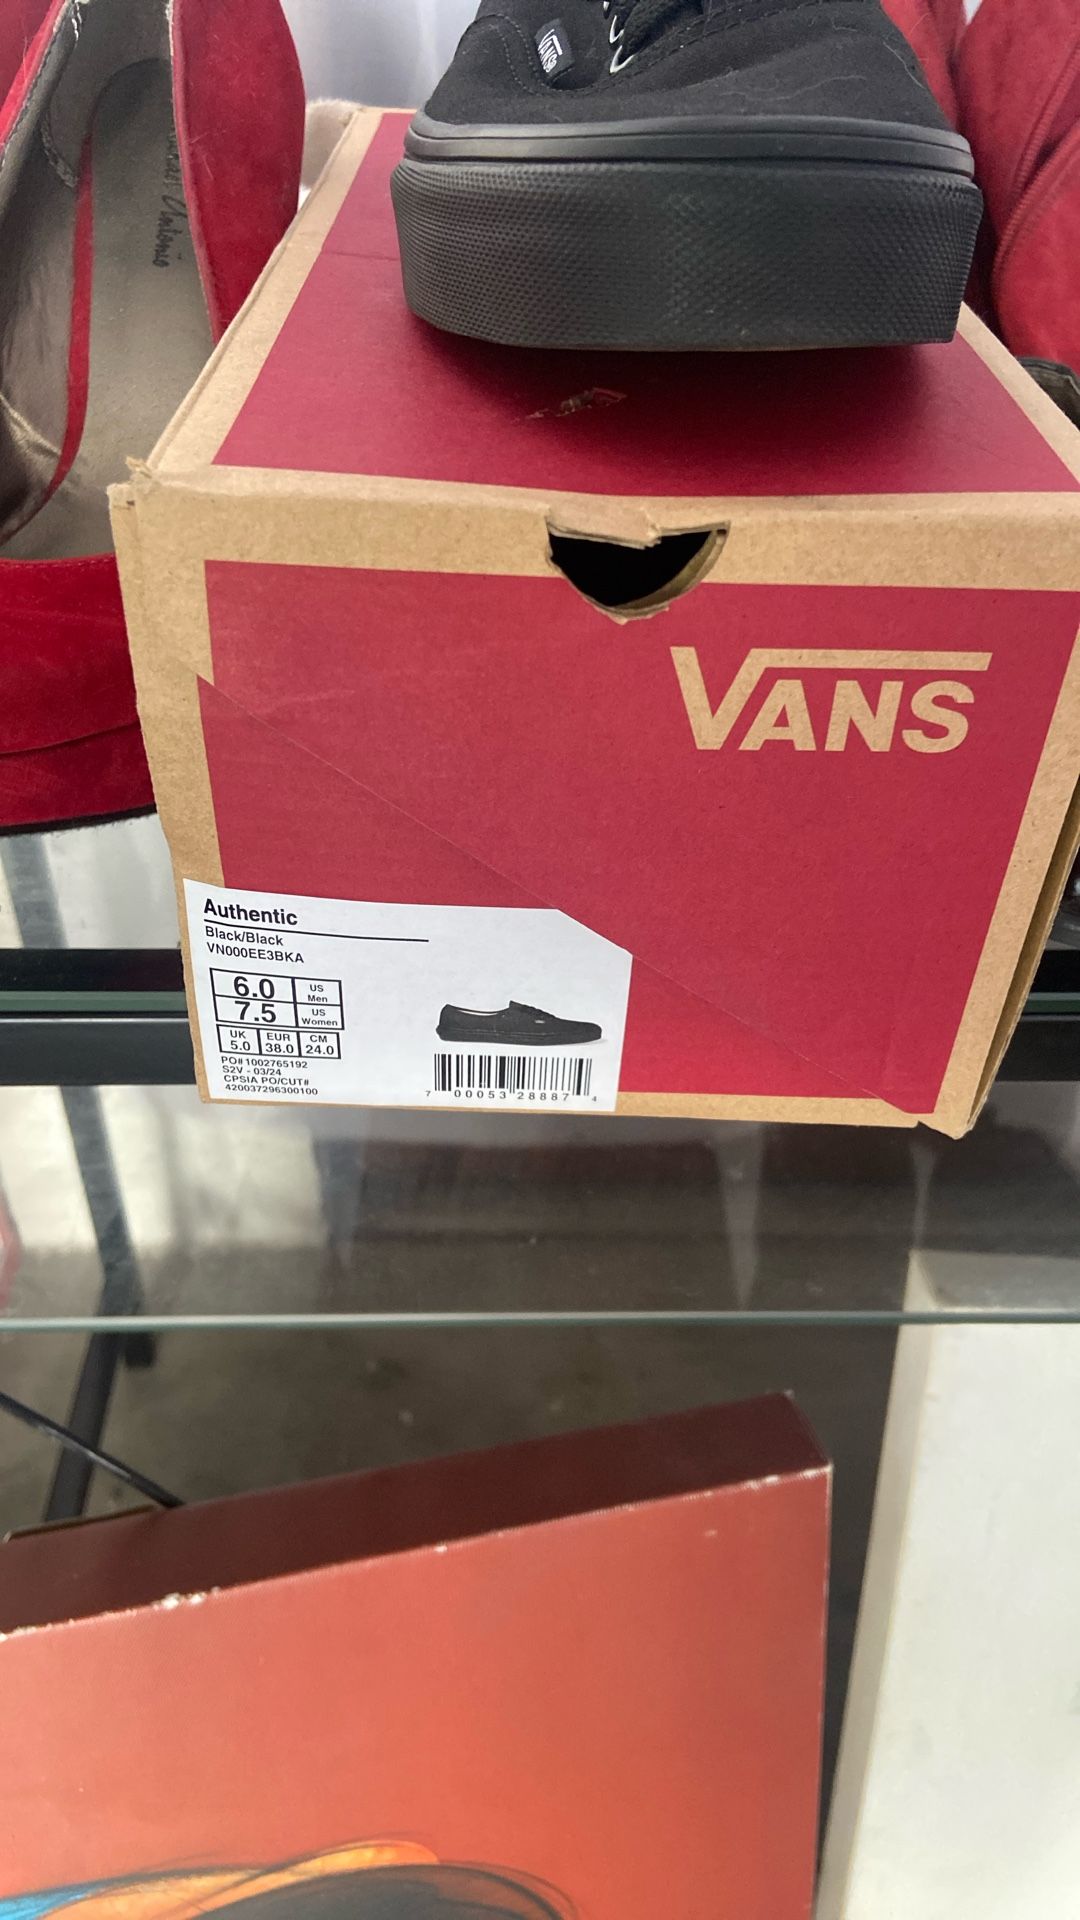 VANS
VANS
Authentic
Black/Black
VN000EE3BKA
6.0 US Men
7.5 US Women
UK 5.0 EUR 38.0 CM 24.0
PO# 1002765192
S2V - 03/24
CPSIA PO/CUT#
420037296300100
7 00053 28887 4